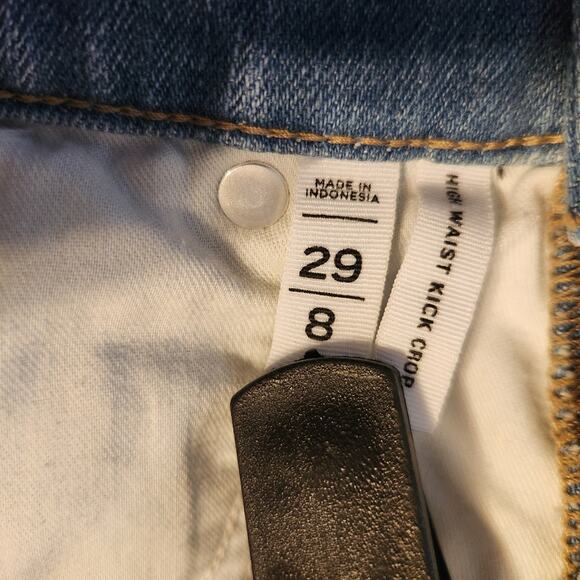 MADE IN
INDONESIA
29
8
HIGH WAIST KICK CROP